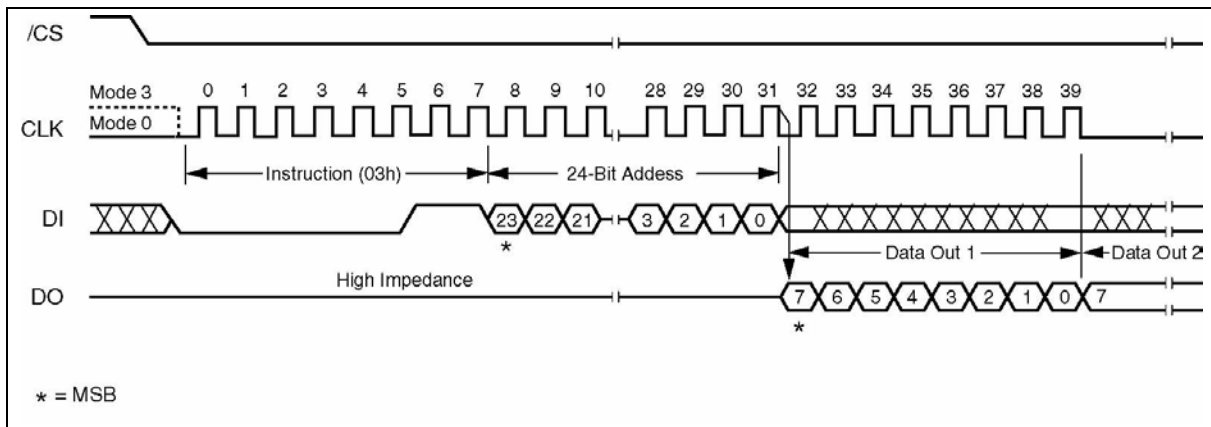 /CS
Mode 3
0 1 2 3 4 5 6 7 8 9 10 28 29 30 31 32 33 34 35 36 37 38 39
CLK
Mode 0
Instruction (03h) 24-Bit Addess
DI
23 22 21 3 2 1 0
*
Data Out 1 Data Out 2
High Impedance
DO
7 6 5 4 3 2 1 0 7
*
* = MSB